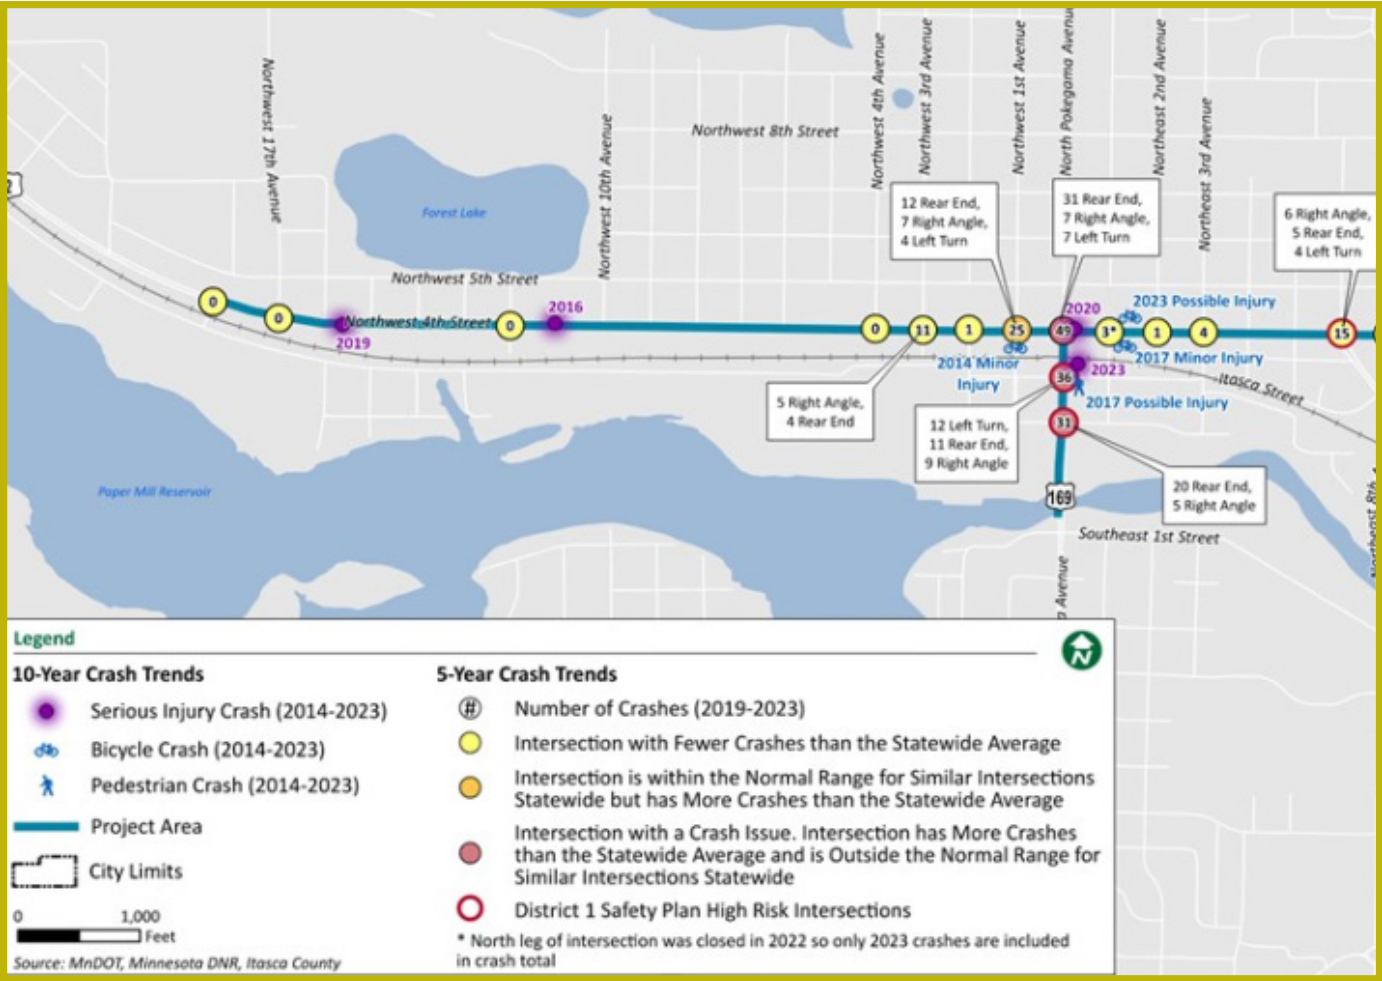 Northwest 17th Avenue
Northwest 10th Avenue
Northwest 4th Avenue
Northwest 3rd Avenue
Northwest 1st Avenue
North Pokegama Avenue
Northeast 2nd Avenue
Northeast 3rd Avenue
Northwest 8th Street
Forest Lake
Northwest 5th Street
12 Rear End,
7 Right Angle,
4 Left Turn
31 Rear End,
7 Right Angle,
7 Left Turn
6 Right Angle,
5 Rear End,
4 Left Turn
2
0
0
Northwest 4th Street
2019
0
2016
0
11
1
25
49
3*
1
4
15
2020
2023 Possible Injury
2014 Minor
Injury
2017 Minor Injury
2023
36
2017 Possible Injury
Itasca Street
5 Right Angle,
4 Rear End
31
12 Left Turn,
11 Rear End,
9 Right Angle
20 Rear End,
5 Right Angle
169
Paper Mill Reservoir
Southeast 1st Street
Northeast 8th
a Avenue
Legend
N
10-Year Crash Trends
Serious Injury Crash (2014-2023)
Bicycle Crash (2014-2023)
Pedestrian Crash (2014-2023)
Project Area
City Limits
0 1,000
Feet
Source: MnDOT, Minnesota DNR, Itasca County
5-Year Crash Trends
# Number of Crashes (2019-2023)
Intersection with Fewer Crashes than the Statewide Average
Intersection is within the Normal Range for Similar Intersections
Statewide but has More Crashes than the Statewide Average
Intersection with a Crash Issue. Intersection has More Crashes
than the Statewide Average and is Outside the Normal Range for
Similar Intersections Statewide
District 1 Safety Plan High Risk Intersections
* North leg of intersection was closed in 2022 so only 2023 crashes are included
in crash total